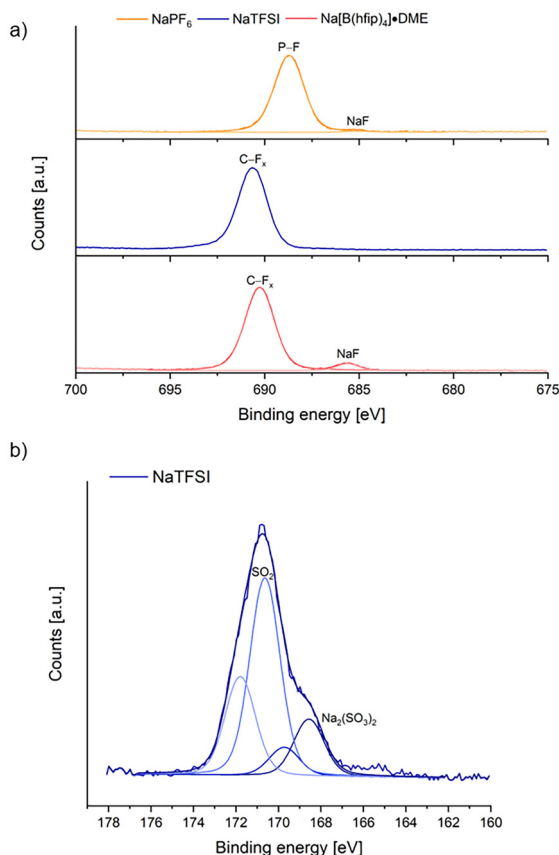 a)
NaPF₆ NaTFSI Na[B(hfip)₄]•DME
P–F
NaF
C–Fₓ
C–Fₓ
NaF
Counts [a.u.]
700 695 690 685 680 675
Binding energy [eV]
b)
NaTFSI
SO₂
Na₂(SO₃)₂
Counts [a.u.]
178 176 174 172 170 168 166 164 162 160
Binding energy [eV]